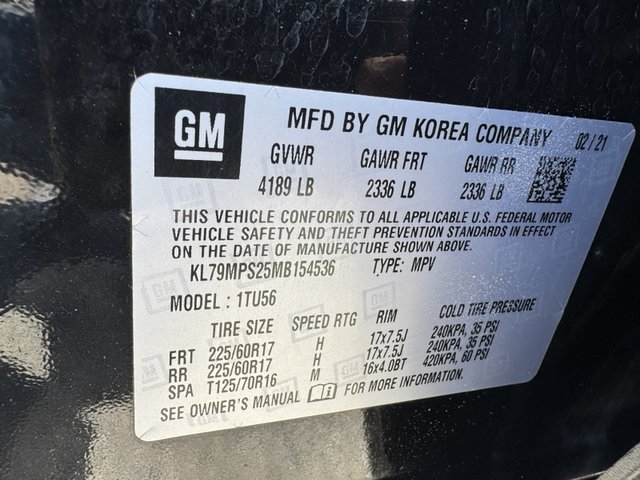 GM
MFD BY GM KOREA COMPANY 02/21
GVWR GAWR FRT GAWR RR
4189 LB 2336 LB 2336 LB
THIS VEHICLE CONFORMS TO ALL APPLICABLE U.S. FEDERAL MOTOR
VEHICLE SAFETY AND THEFT PREVENTION STANDARDS IN EFFECT
ON THE DATE OF MANUFACTURE SHOWN ABOVE.
KL79MPS25MB154536 TYPE: MPV
MODEL : 1TU56
TIRE SIZE SPEED RTG RIM COLD TIRE PRESSURE
FRT 225/60R17 H 17x7.5J 240KPA, 35 PSI
RR 225/60R17 H 17x7.5J 240KPA, 35 PSI
SPA T125/70R16 M 16x4.0BT 420KPA, 60 PSI
SEE OWNER'S MANUAL FOR MORE INFORMATION.